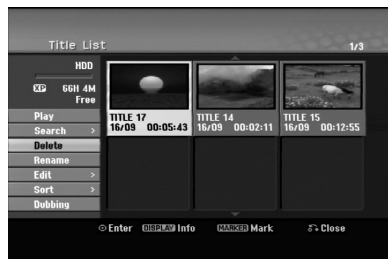 Title List
1/3
HDD
XP 66H 4M
Free
Play
Search >
Delete
Rename
Edit >
Sort >
Dubbing
TITLE 17
16/09 00:05:43
TITLE 14
16/09 00:02:11
TITLE 15
16/09 00:12:55
Enter DISPLAY Info MARKER Mark Close